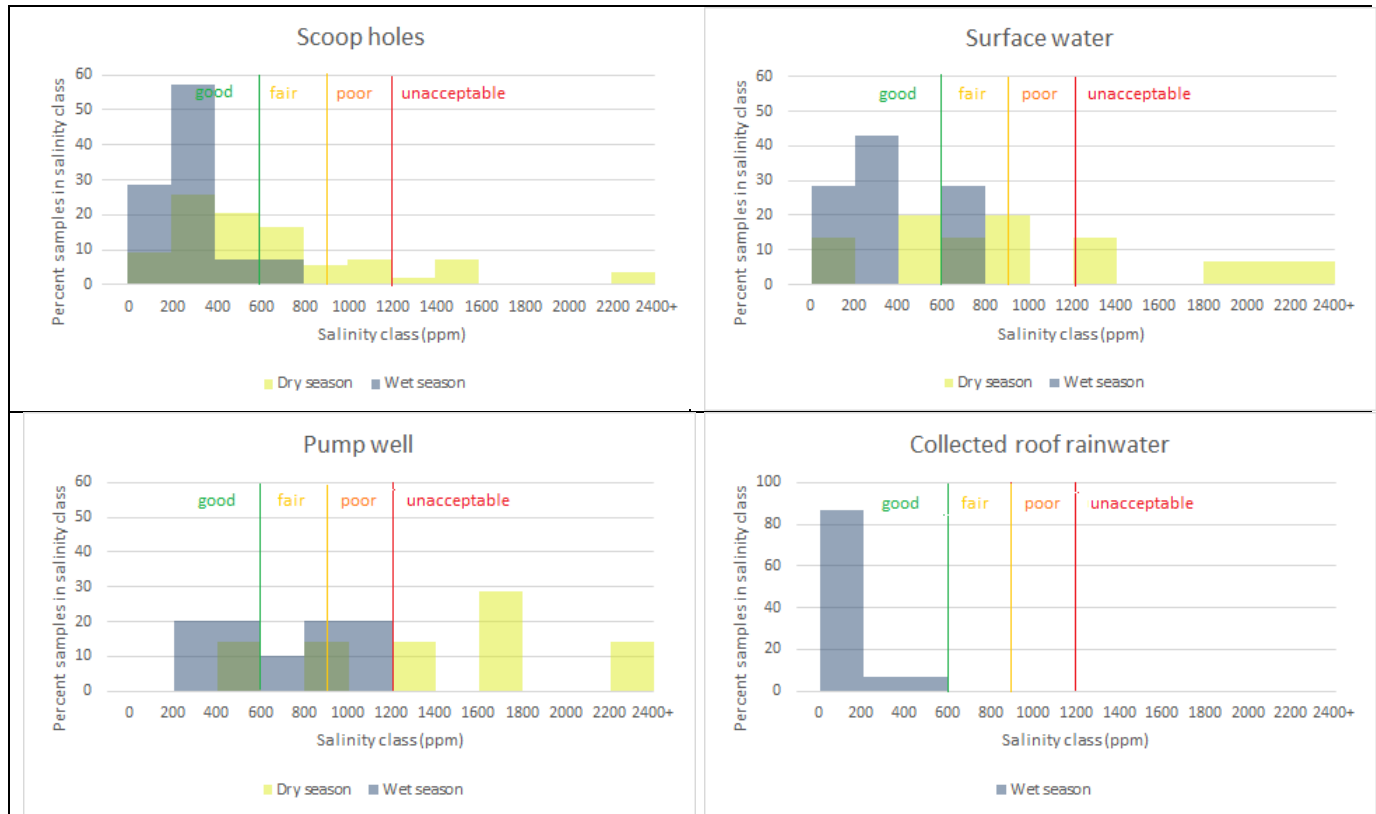 Scoop holes
Percent samples in salinity class
60
50
40
30
20
10
0
good fair poor unacceptable
0 200 400 600 800 1000 1200 1400 1600 1800 2000 2200 2400+
Salinity class (ppm)
Dry season Wet season
Surface water
Percent samples in salinity class
60
50
40
30
20
10
0
good fair poor unacceptable
0 200 400 600 800 1000 1200 1400 1600 1800 2000 2200 2400+
Salinity class (ppm)
Dry season Wet season
Pump well
Percent samples in salinity class
60
50
40
30
20
10
0
good fair poor unacceptable
0 200 400 600 800 1000 1200 1400 1600 1800 2000 2200 2400+
Salinity class (ppm)
Dry season Wet season
Collected roof rainwater
Percent samples in salinity class
100
80
60
40
20
0
good fair poor unacceptable
0 200 400 600 800 1000 1200 1400 1600 1800 2000 2200 2400+
Salinity class (ppm)
Wet season